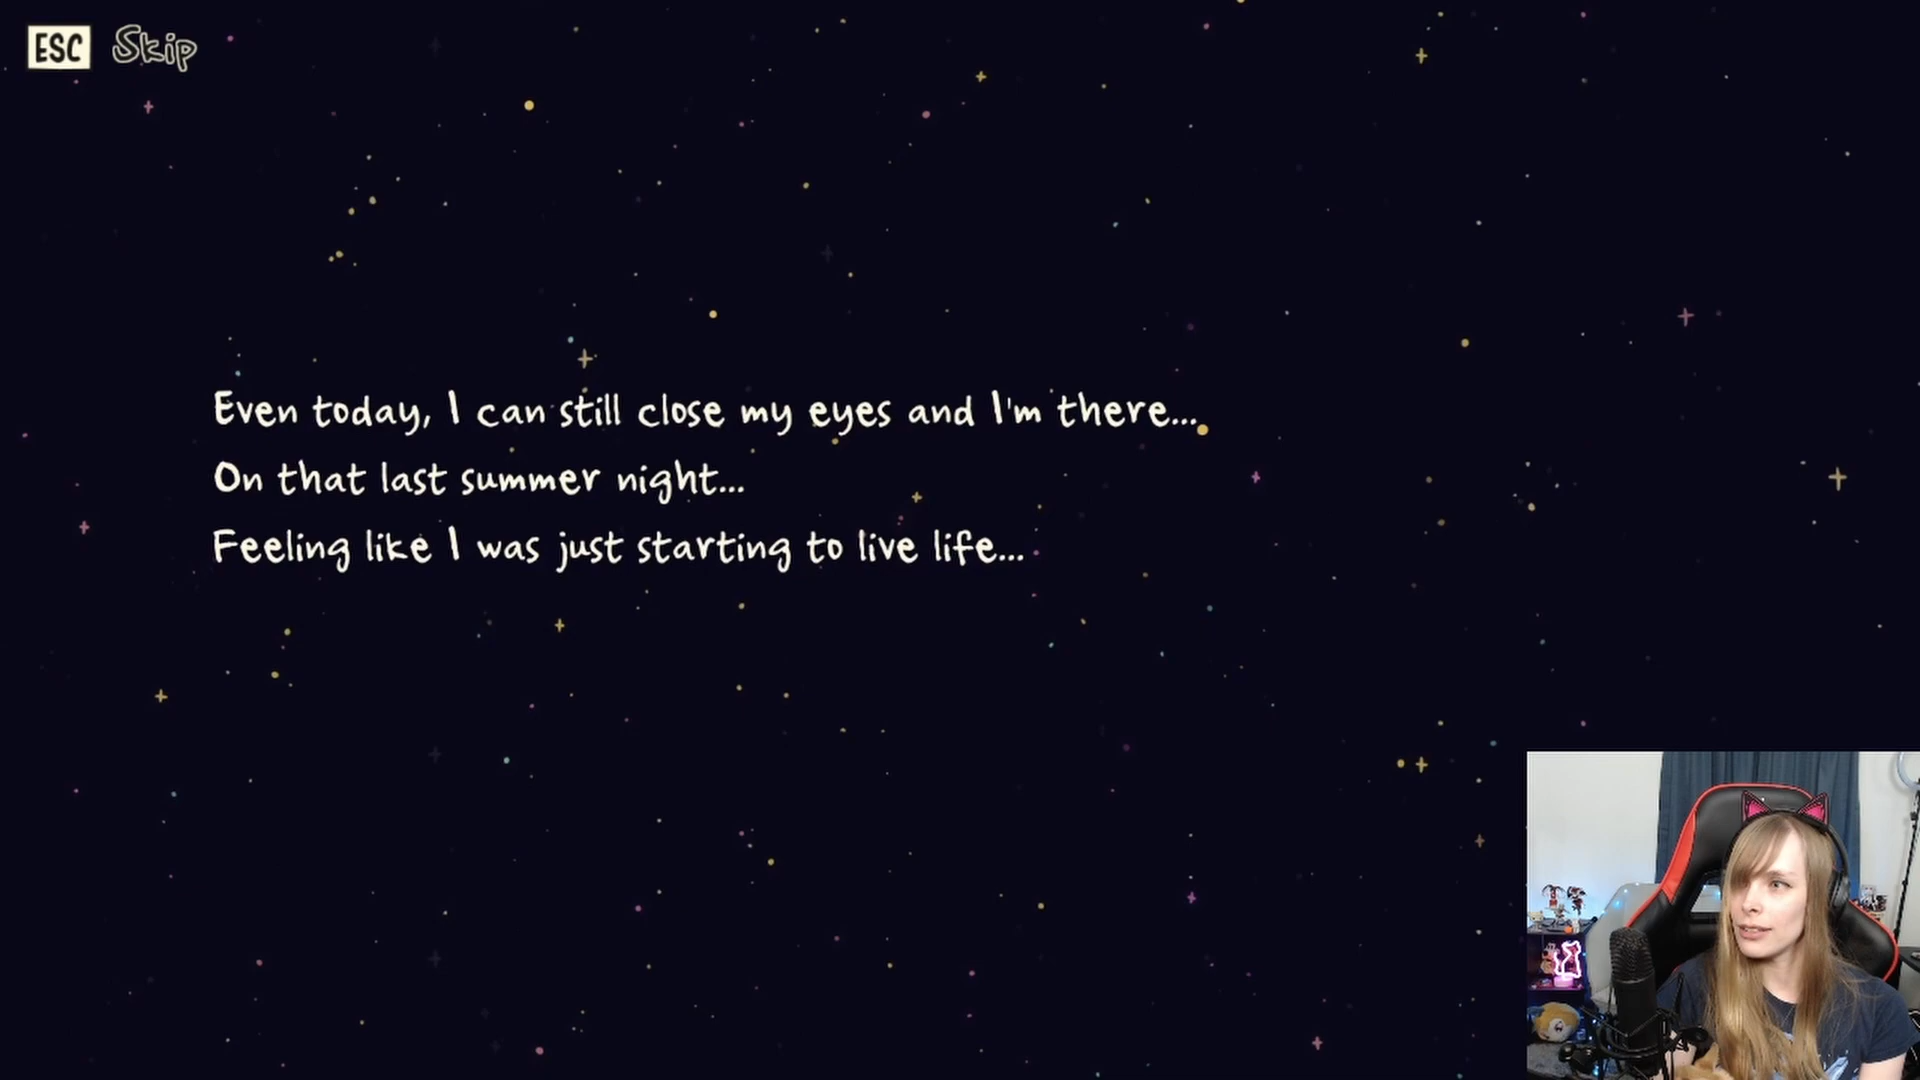 ESC Skip
Even today, I can still close my eyes and I'm there...
On that last summer night...
Feeling like I was just starting to live life...